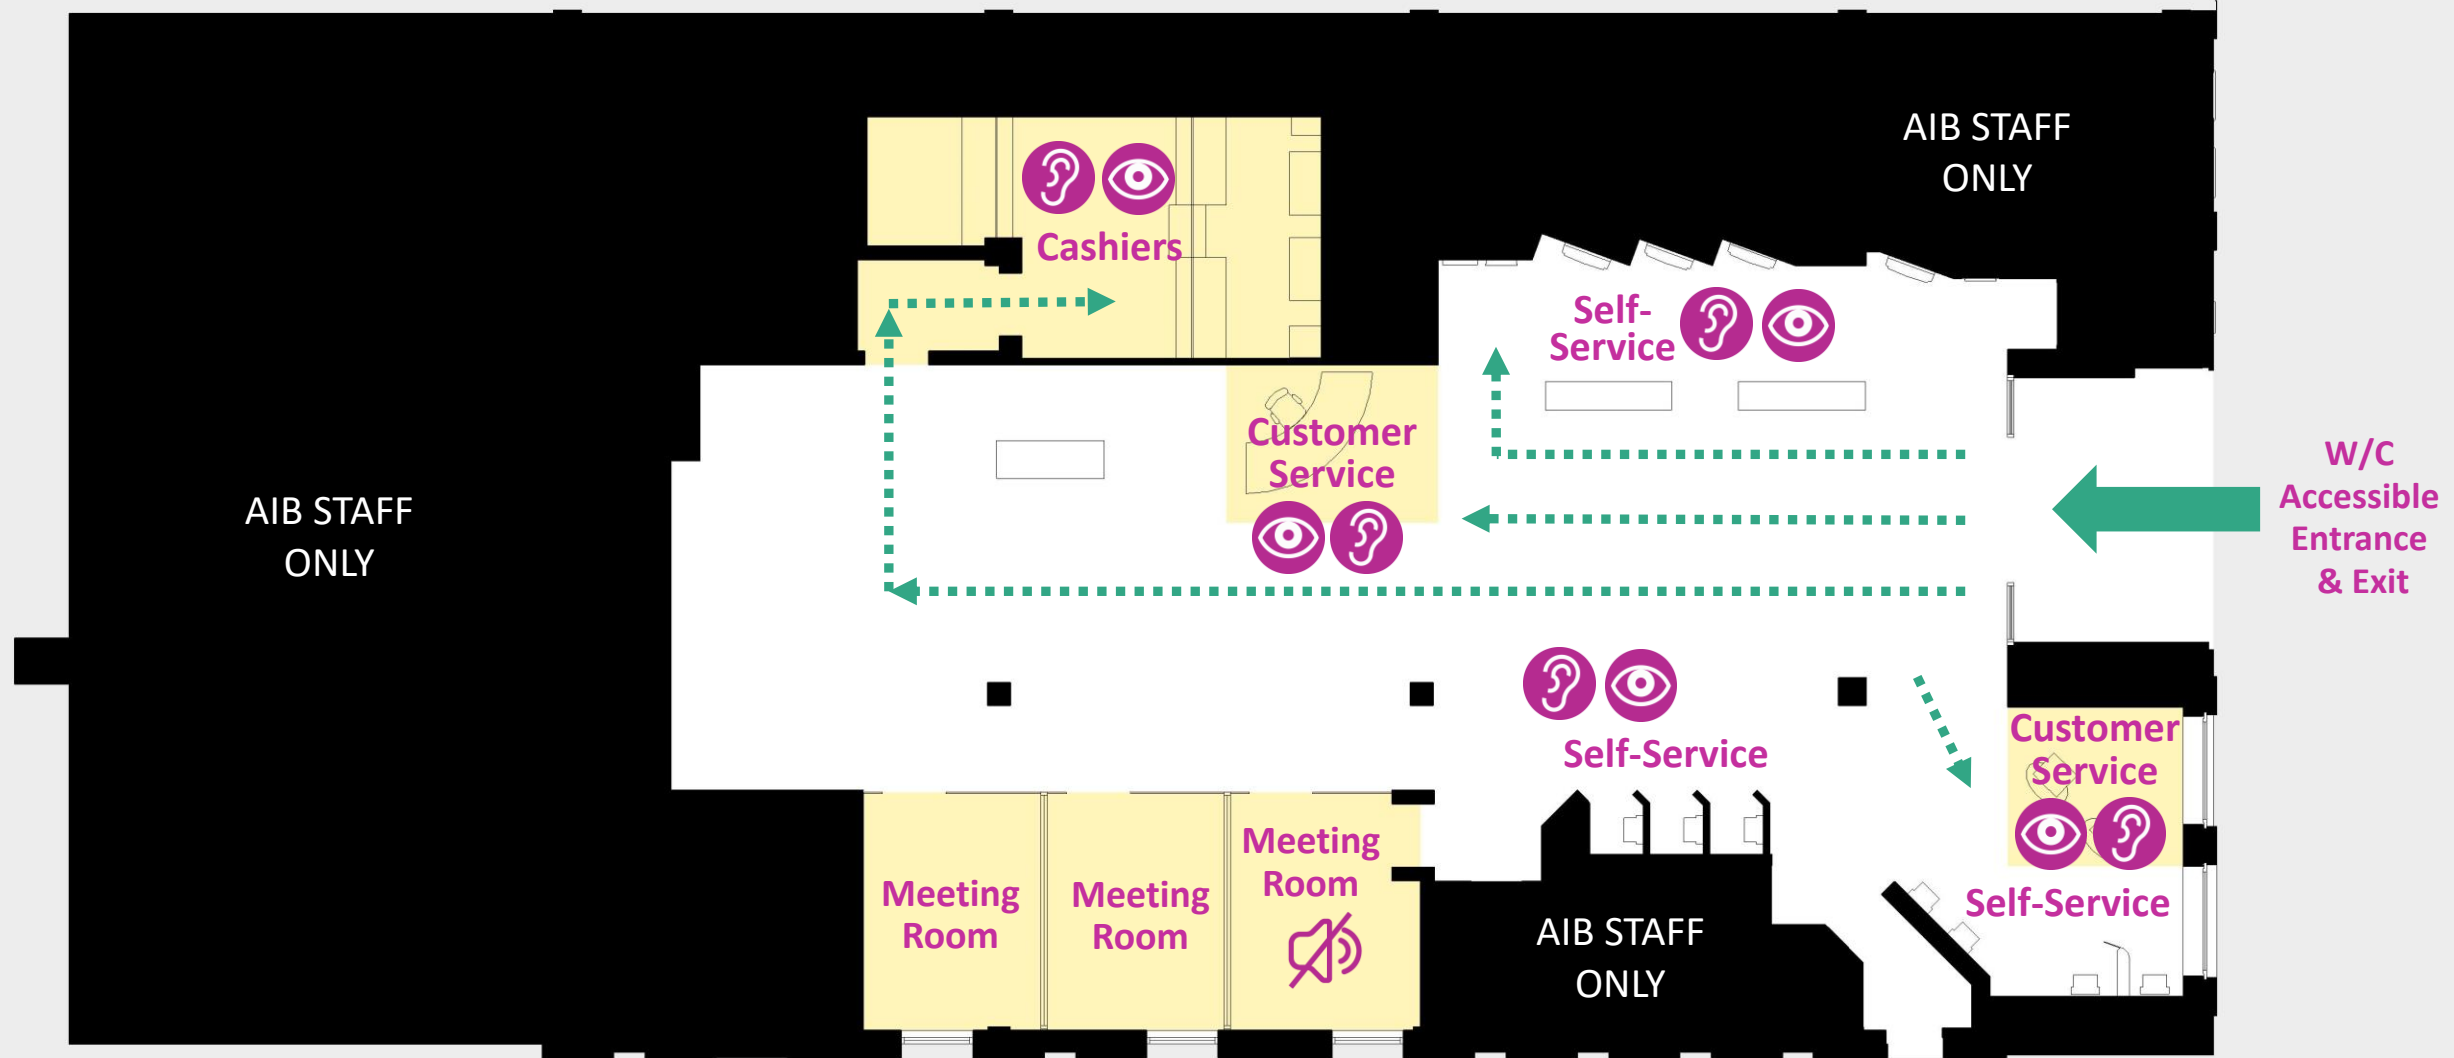 AIB STAFF
ONLY
Cashiers
Self-
Service
Customer
Service
W/C
Accessible
Entrance
& Exit
AIB STAFF
ONLY
Self-Service
Customer
Service
Self-Service
Meeting
Room
Meeting
Room
Meeting
Room
AIB STAFF
ONLY